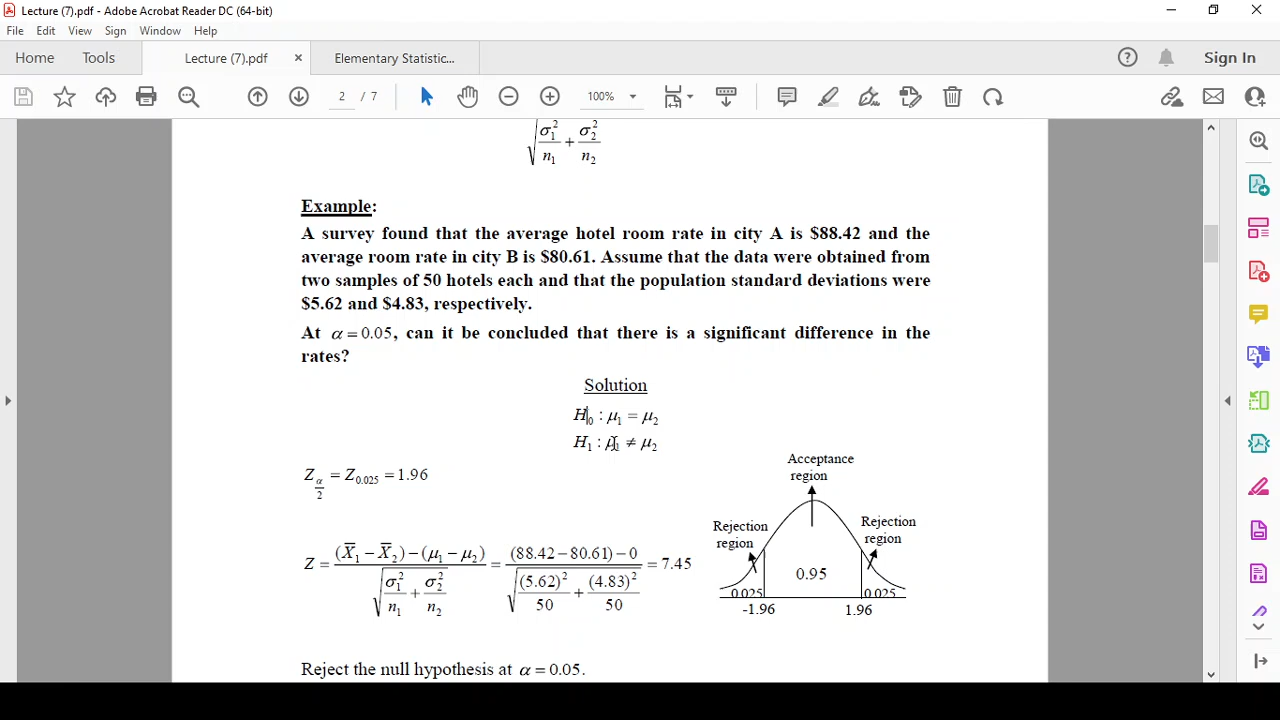 Lecture (7).pdf - Adobe Acrobat Reader DC (64-bit)
File Edit View Sign Window Help
Home Tools Lecture (7).pdf × Elementary Statistic... Sign In
2 / 7 100%
√(σ₁²/n₁ + σ₂²/n₂)
Example:
A survey found that the average hotel room rate in city A is $88.42 and the
average room rate in city B is $80.61. Assume that the data were obtained from
two samples of 50 hotels each and that the population standard deviations were
$5.62 and $4.83, respectively.
At α = 0.05, can it be concluded that there is a significant difference in the
rates?
Solution
H₀ : μ₁ = μ₂
H₁ : μ₁ ≠ μ₂
Z_{α/2} = Z_{0.025} = 1.96
Acceptance
region
Rejection
region
Rejection
region
Z = ((X̄₁ − X̄₂) − (μ₁ − μ₂)) / √(σ₁²/n₁ + σ₂²/n₂) = ((88.42 − 80.61) − 0) / √((5.62)²/50 + (4.83)²/50) = 7.45
0.95
0.025 0.025
-1.96 1.96
Reject the null hypothesis at α = 0.05.